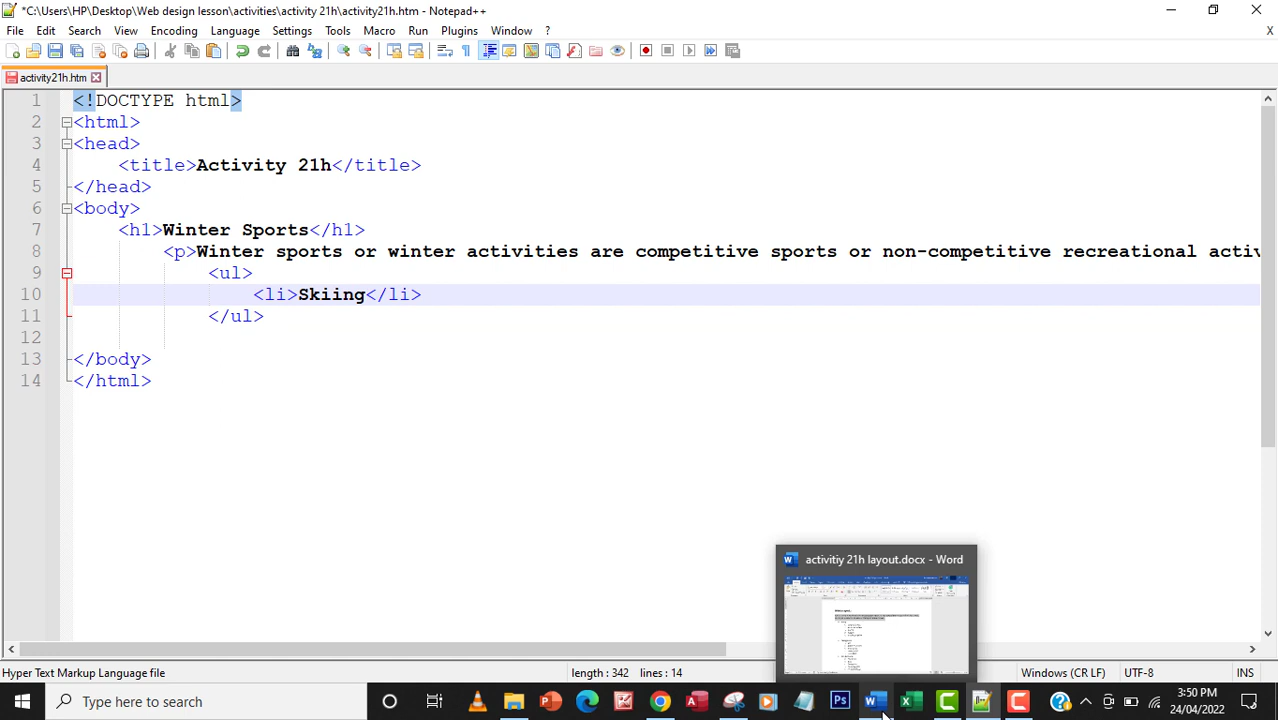 *C:\Users\HP\Desktop\Web design lesson\activities\activity 21h\activity21h.htm - Notepad++
File Edit Search View Encoding Language Settings Tools Macro Run Plugins Window ?
X
activity21h.htm
1 <!DOCTYPE html>
2 <html>
3 <head>
4 <title>Activity 21h</title>
5 </head>
6 <body>
7 <h1>Winter Sports</h1>
8 <p>Winter sports or winter activities are competitive sports or non-competitive recreational activ
9 <ul>
10 <li>Skiing</li>
11 </ul>
12
13 </body>
14 </html>
activitiy 21h layout.docx - Word
Hyper Text Markup Language file length: 342 lines: 14 Windows (CR LF) UTF-8 INS
Type here to search
3:50 PM
24/04/2022